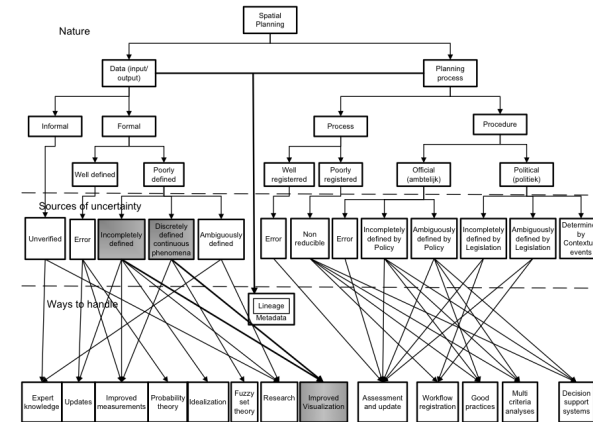 Spatial
Planning
Nature
Data (input/
output)
Planning
process
Informal
Formal
Process
Procedure
Well defined
Poorly
defined
Well
registerred
Poorly
registered
Official
(ambtelijk)
Political
(politiek)
Sources of uncertainty
Unverified
Error
Incompletely
defined
Discretely
defined
continuous
phenomena
Ambiguously
defined
Error
Non
reducible
Error
Incompletely
defined by
Policy
Ambiguously
defined by
Policy
Incompletely
defined by
Legislation
Ambiguously
defined by
Legislation
Determine
by
Contextu
events
Ways to handle
Lineage
Metadata
Expert
knowledge
Updates
Improved
measurements
Probability
theory
Idealization
Fuzzy
set
theory
Research
Improved
Visualization
Assessment
and update
Workflow
registration
Good
practices
Multi
criteria
analyses
Decision
support
systems